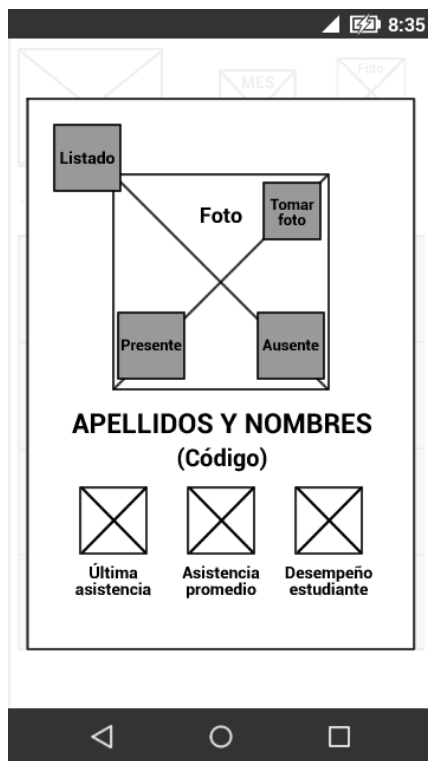 8:35
MES
Foto
Listado
Foto
Tomar
foto
Presente
Ausente
APELLIDOS Y NOMBRES
(Código)
Última
asistencia
Asistencia
promedio
Desempeño
estudiante